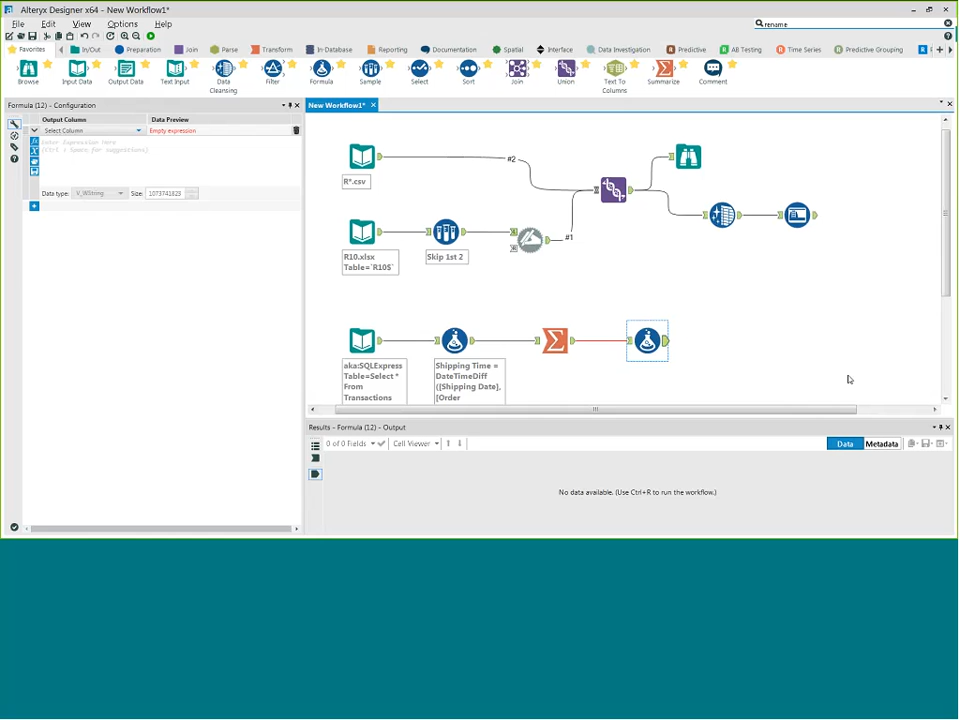 Alteryx Designer x64 - New Workflow1*
File Edit View Options Help
rename
Favorites In/Out Preparation Join Parse Transform In-Database Reporting Documentation Spatial Interface Data Investigation Predictive AB Testing Time Series Predictive Grouping
Browse Input Data Output Data Text Input Data Cleansing Filter Formula Sample Select Sort Join Union Text To Columns Summarize Comment
Formula (12) - Configuration
New Workflow1*
Output Column Data Preview
Select Column Empty expression
Enter Expression here
(Ctrl + Space for suggestions)
Data type: V_WString Size: 1073741823
#2
R*.csv
#1
R10.xlsx
Table=`R10$`
Skip 1st 2
aka:SQLExpress
Table=Select *
From
Transactions
Shipping Time =
DateTimeDiff
([Shipping Date],
[Order
Results - Formula (12) - Output
0 of 0 Fields Cell Viewer Data Metadata
No data available. (Use Ctrl+R to run the workflow.)